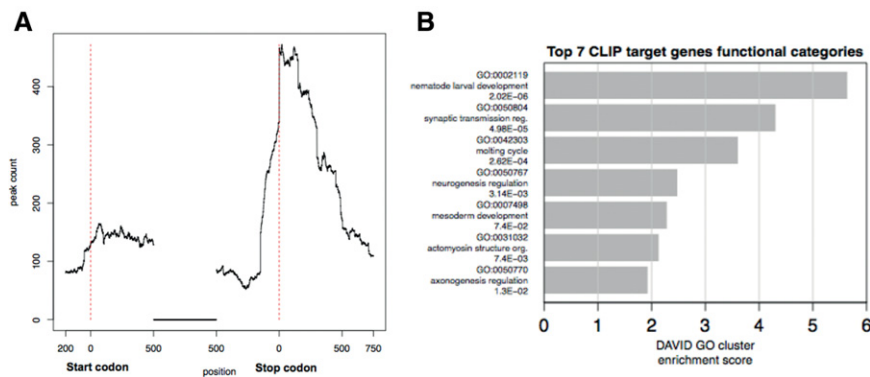 A
peak count
400
300
200
100
0
200 0 500 500 0 500 750
Start codon position Stop codon
B
Top 7 CLIP target genes functional categories
GO:0002119
nematode larval development
2.02E-06
GO:0050804
synaptic transmission reg.
4.98E-05
GO:0042303
molting cycle
2.62E-04
GO:0050767
neurogenesis regulation
3.14E-03
GO:0007498
mesoderm development
7.4E-02
GO:0031032
actomyosin structure org.
7.4E-03
GO:0050770
axonogenesis regulation
1.3E-02
0 1 2 3 4 5 6
DAVID GO cluster
enrichment score